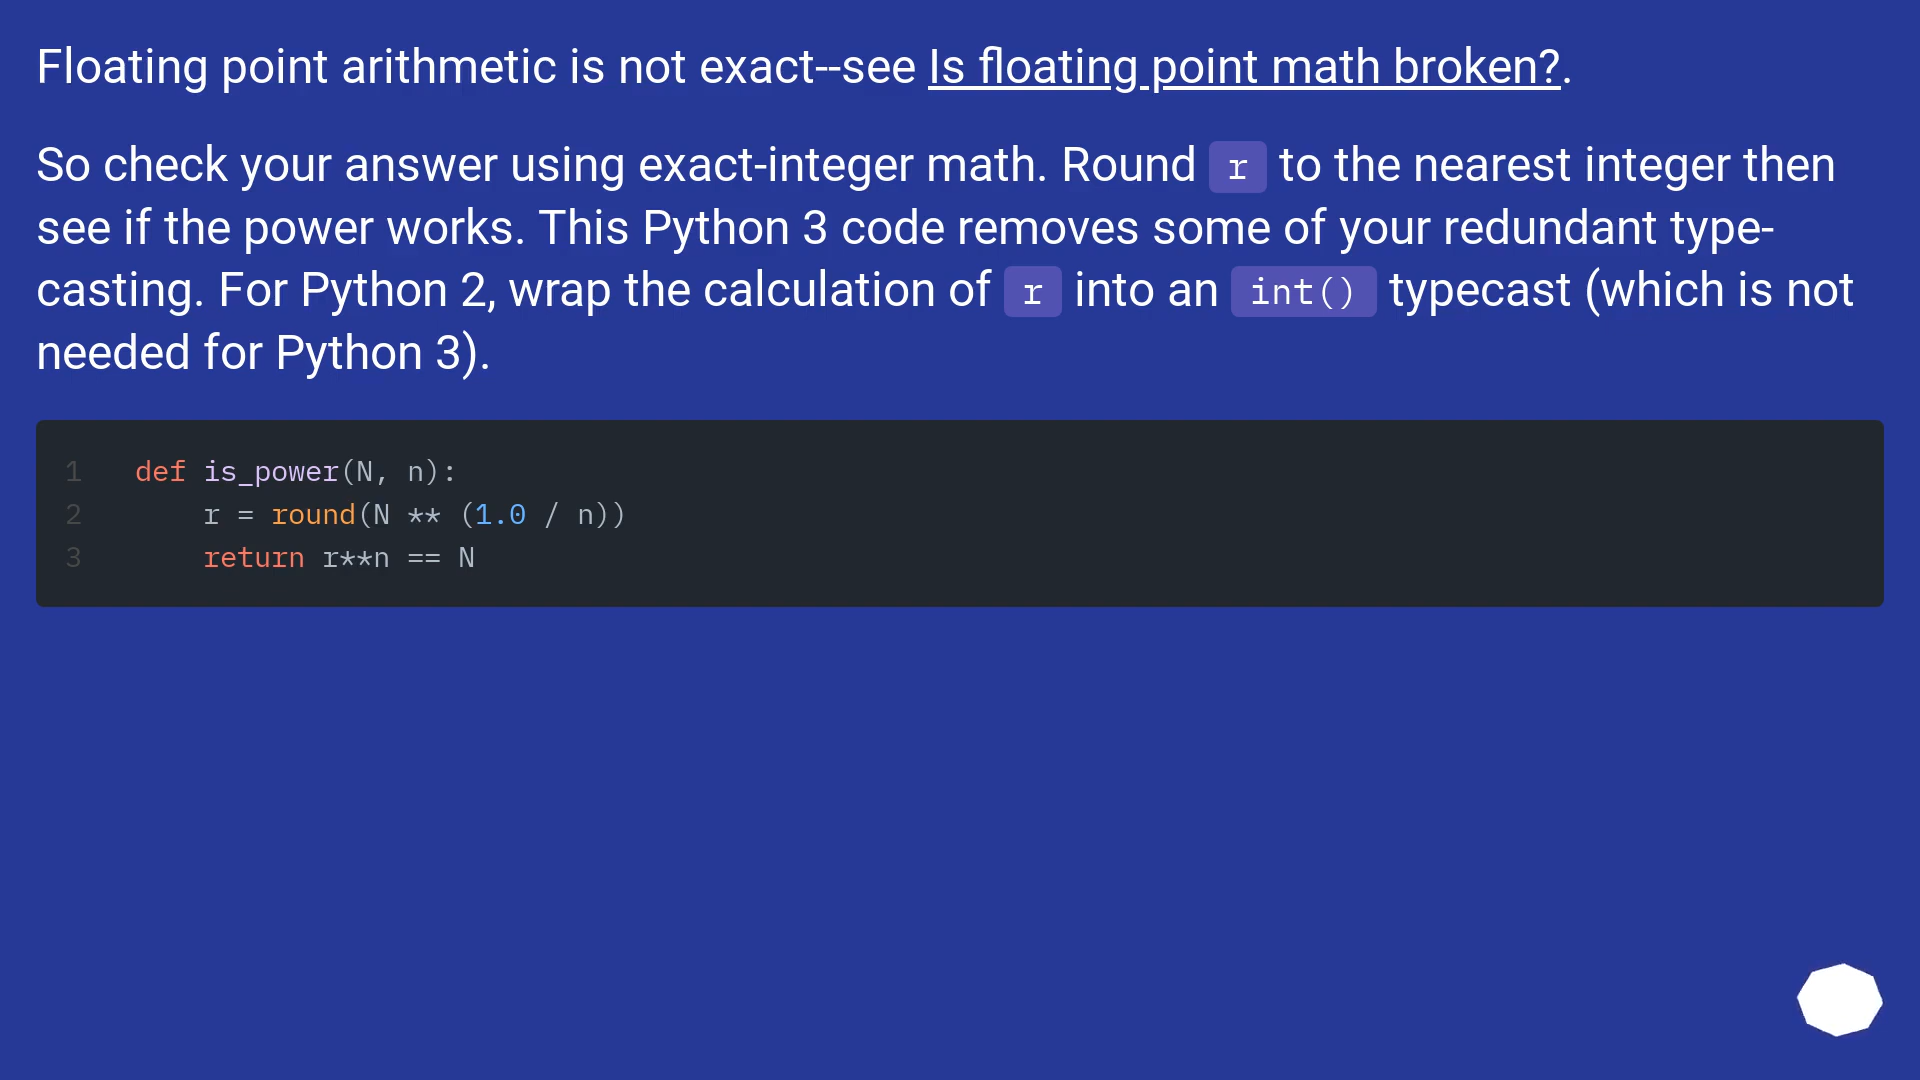 Floating point arithmetic is not exact--see Is floating point math broken?.
So check your answer using exact-integer math. Round r to the nearest integer then
see if the power works. This Python 3 code removes some of your redundant type-
casting. For Python 2, wrap the calculation of r into an int() typecast (which is not
needed for Python 3).
1 def is_power(N, n):
2     r = round(N ** (1.0 / n))
3     return r**n == N